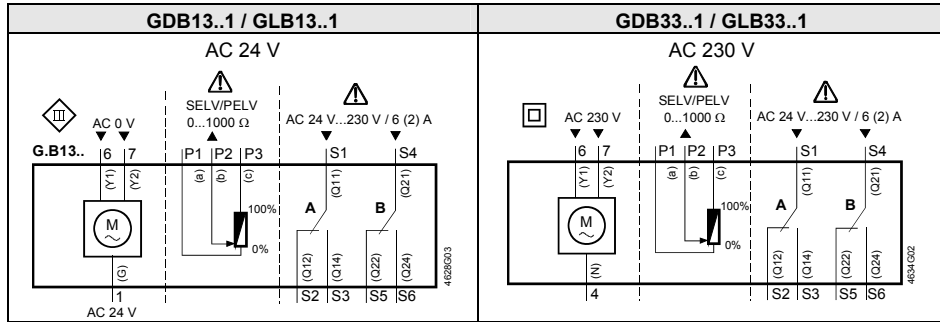 GDB13..1 / GLB13..1
AC 24 V
III
AC 0 V
SELV/PELV
0...1000 Ω
AC 24 V...230 V / 6 (2) A
G.B13..
6 7 P1 P2 P3 S1 S4
(Y1) (Y2) (a) (b) (c) (Q11) (Q21)
M
~
100%
0%
A B
(G) (Q12) (Q14) (Q22) (Q24)
1 S2 S3 S5 S6
AC 24 V
4628G03
GDB33..1 / GLB33..1
AC 230 V
AC 230 V
SELV/PELV
0...1000 Ω
AC 24 V...230 V / 6 (2) A
6 7 P1 P2 P3 S1 S4
(Y1) (Y2) (a) (b) (c) (Q11) (Q21)
M
~
100%
0%
A B
(N) (Q12) (Q14) (Q22) (Q24)
4 S2 S3 S5 S6
4634G02